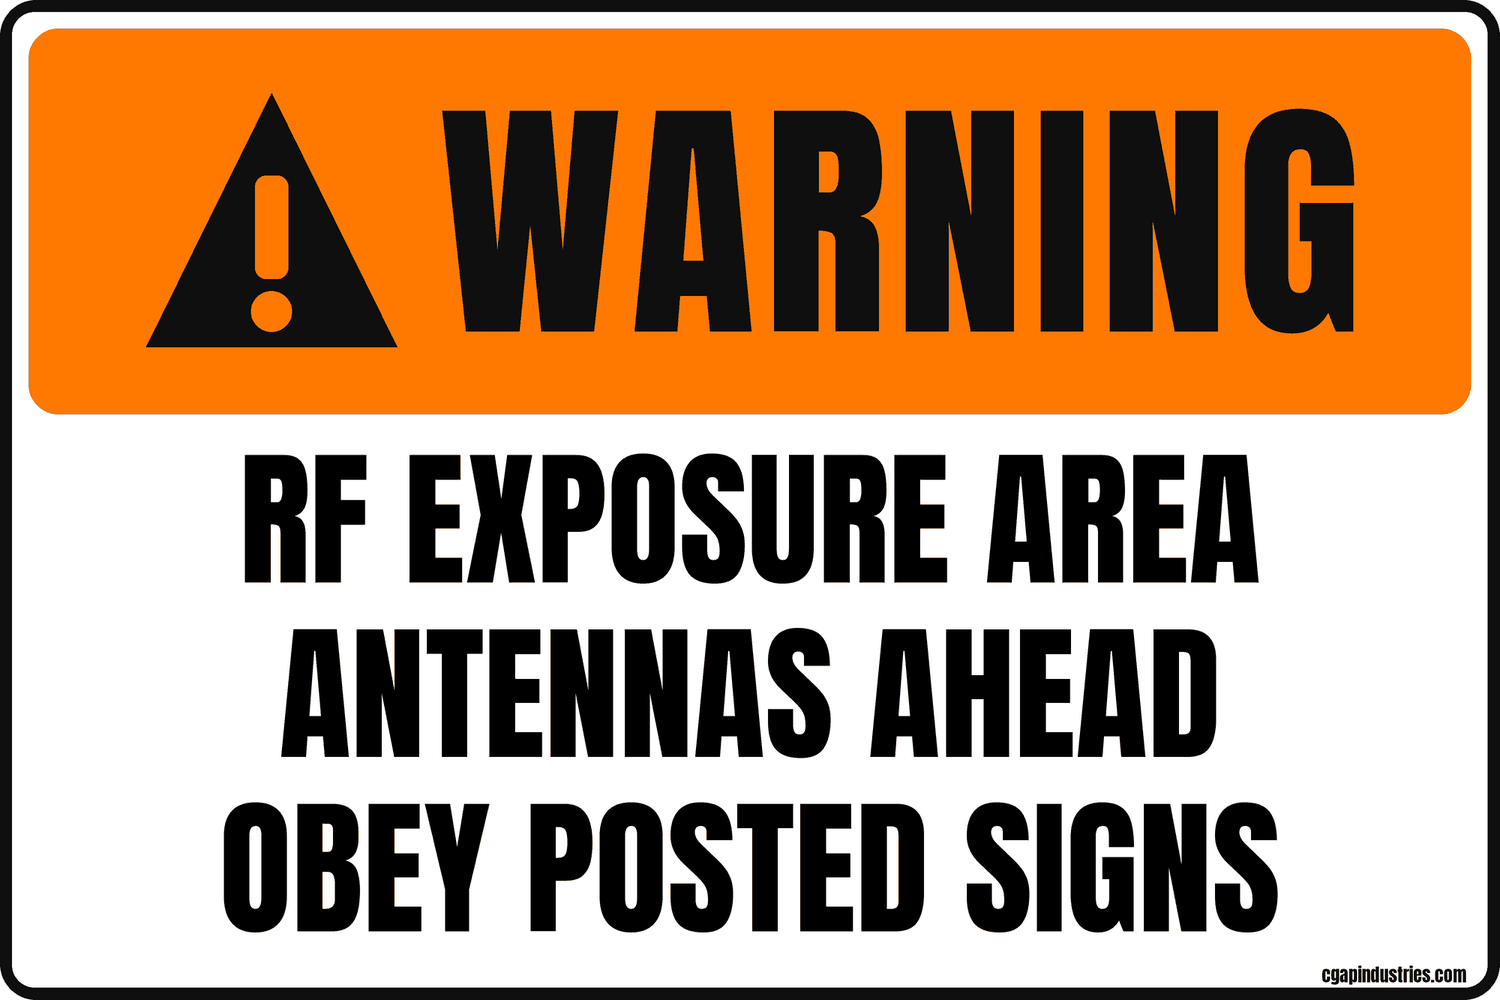 WARNING
RF EXPOSURE AREA
ANTENNAS AHEAD
OBEY POSTED SIGNS
cgapindustries.com